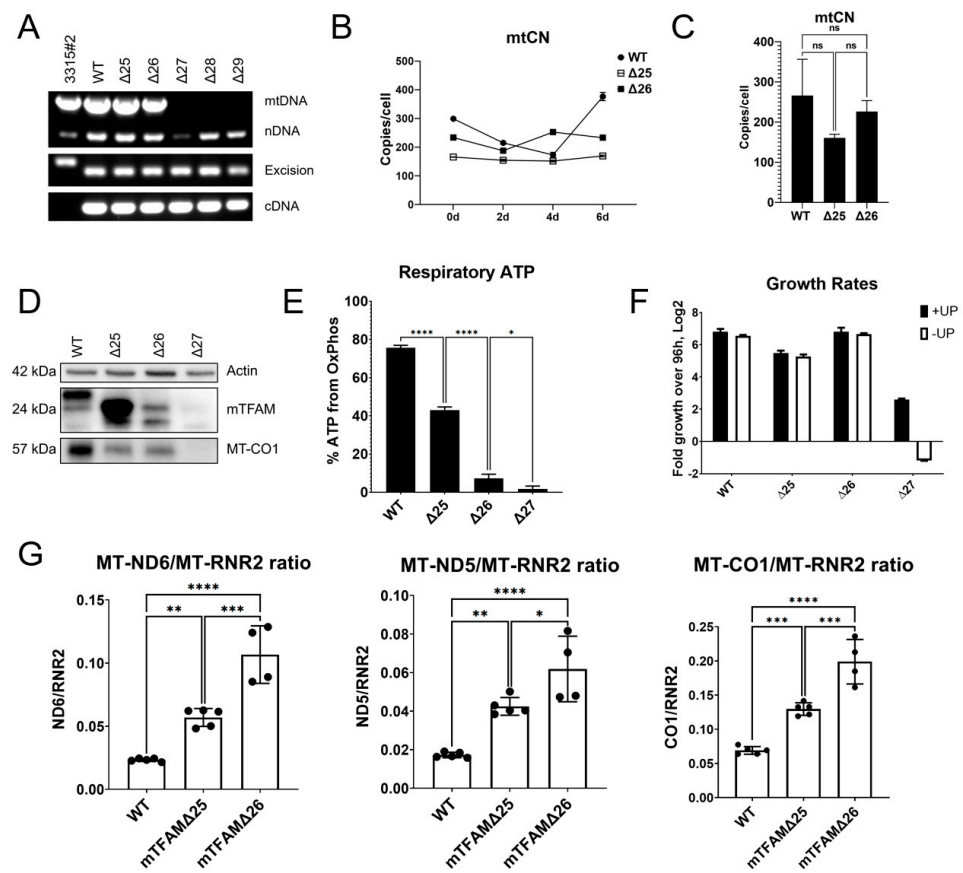 A
3315#2
WT
Δ25
Δ26
Δ27
Δ28
Δ29
mtDNA
nDNA
Excision
cDNA
B
mtCN
WT
Δ25
Δ26
Copies/cell
500
400
300
200
100
0
0d
2d
4d
6d
C
mtCN
ns
ns
ns
Copies/cell
400
300
200
100
0
WT
Δ25
Δ26
D
WT
Δ25
Δ26
Δ27
42 kDa
Actin
24 kDa
mTFAM
57 kDa
MT-CO1
E
Respiratory ATP
% ATP from OxPhos
100
80
60
40
20
0
****
****
*
WT
Δ25
Δ26
Δ27
F
Growth Rates
+UP
-UP
Fold growth over 96h, Log2
8
6
4
2
0
-2
WT
Δ25
Δ26
Δ27
G
MT-ND6/MT-RNR2 ratio
ND6/RNR2
0.15
0.10
0.05
0.00
****
**
***
WT
mTFAMΔ25
mTFAMΔ26
MT-ND5/MT-RNR2 ratio
ND5/RNR2
0.10
0.08
0.06
0.04
0.02
0.00
****
**
*
WT
mTFAMΔ25
mTFAMΔ26
MT-CO1/MT-RNR2 ratio
CO1/RNR2
0.25
0.20
0.15
0.10
0.05
0.00
****
***
***
WT
mTFAMΔ25
mTFAMΔ26